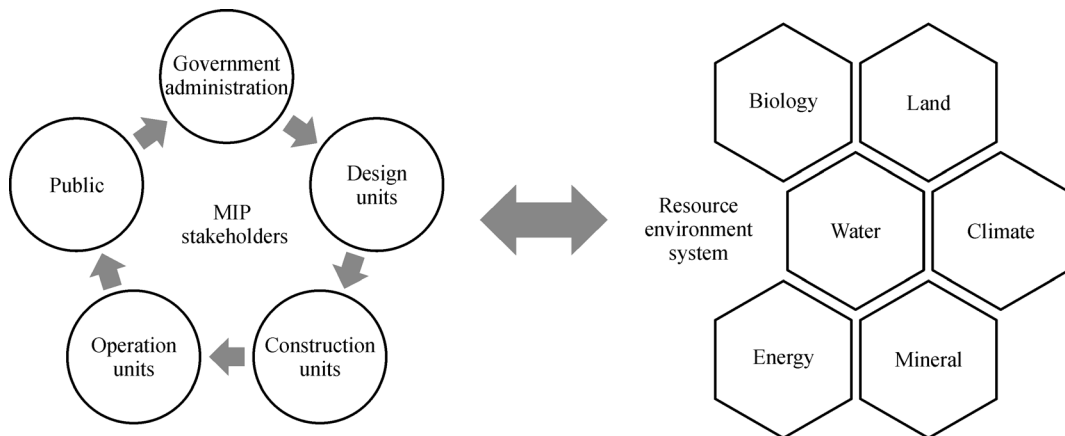 Government
administration
Public
Design
units
MIP
stakeholders
Operation
units
Construction
units
Biology
Land
Resource
environment
system
Water
Climate
Energy
Mineral